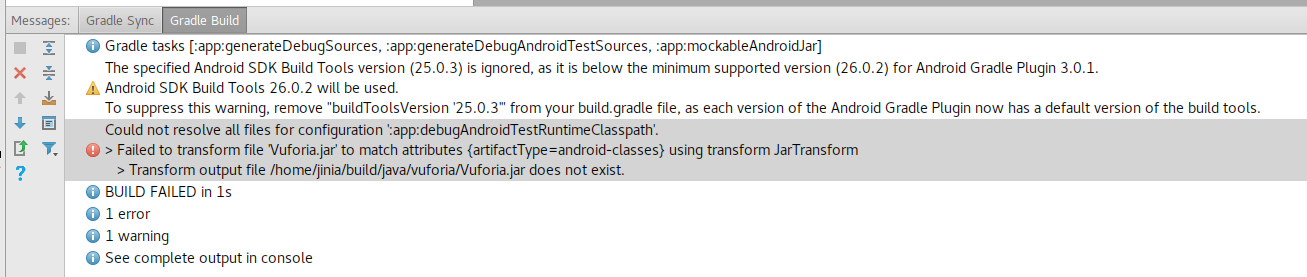 Messages: Gradle Sync Gradle Build
Gradle tasks [:app:generateDebugSources, :app:generateDebugAndroidTestSources, :app:mockableAndroidJar]
The specified Android SDK Build Tools version (25.0.3) is ignored, as it is below the minimum supported version (26.0.2) for Android Gradle Plugin 3.0.1.
Android SDK Build Tools 26.0.2 will be used.
To suppress this warning, remove "buildToolsVersion '25.0.3'" from your build.gradle file, as each version of the Android Gradle Plugin now has a default version of the build tools.
Could not resolve all files for configuration ':app:debugAndroidTestRuntimeClasspath'.
> Failed to transform file 'Vuforia.jar' to match attributes {artifactType=android-classes} using transform JarTransform
> Transform output file /home/jinia/build/java/vuforia/Vuforia.jar does not exist.
BUILD FAILED in 1s
1 error
1 warning
See complete output in console